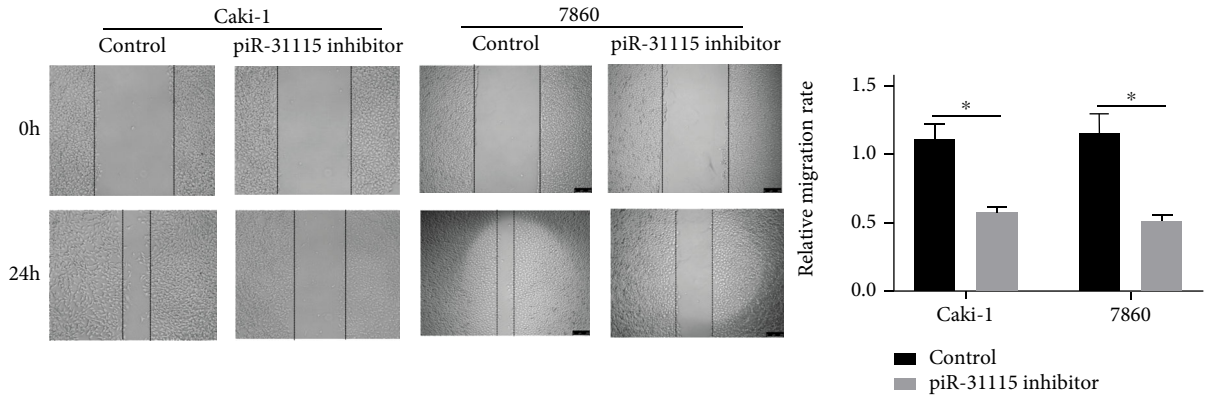 Caki-1
7860
Control
piR-31115 inhibitor
Control
piR-31115 inhibitor
0h
24h
Relative migration rate
1.5
1.0
0.5
0.0
*
*
Caki-1
7860
Control
piR-31115 inhibitor